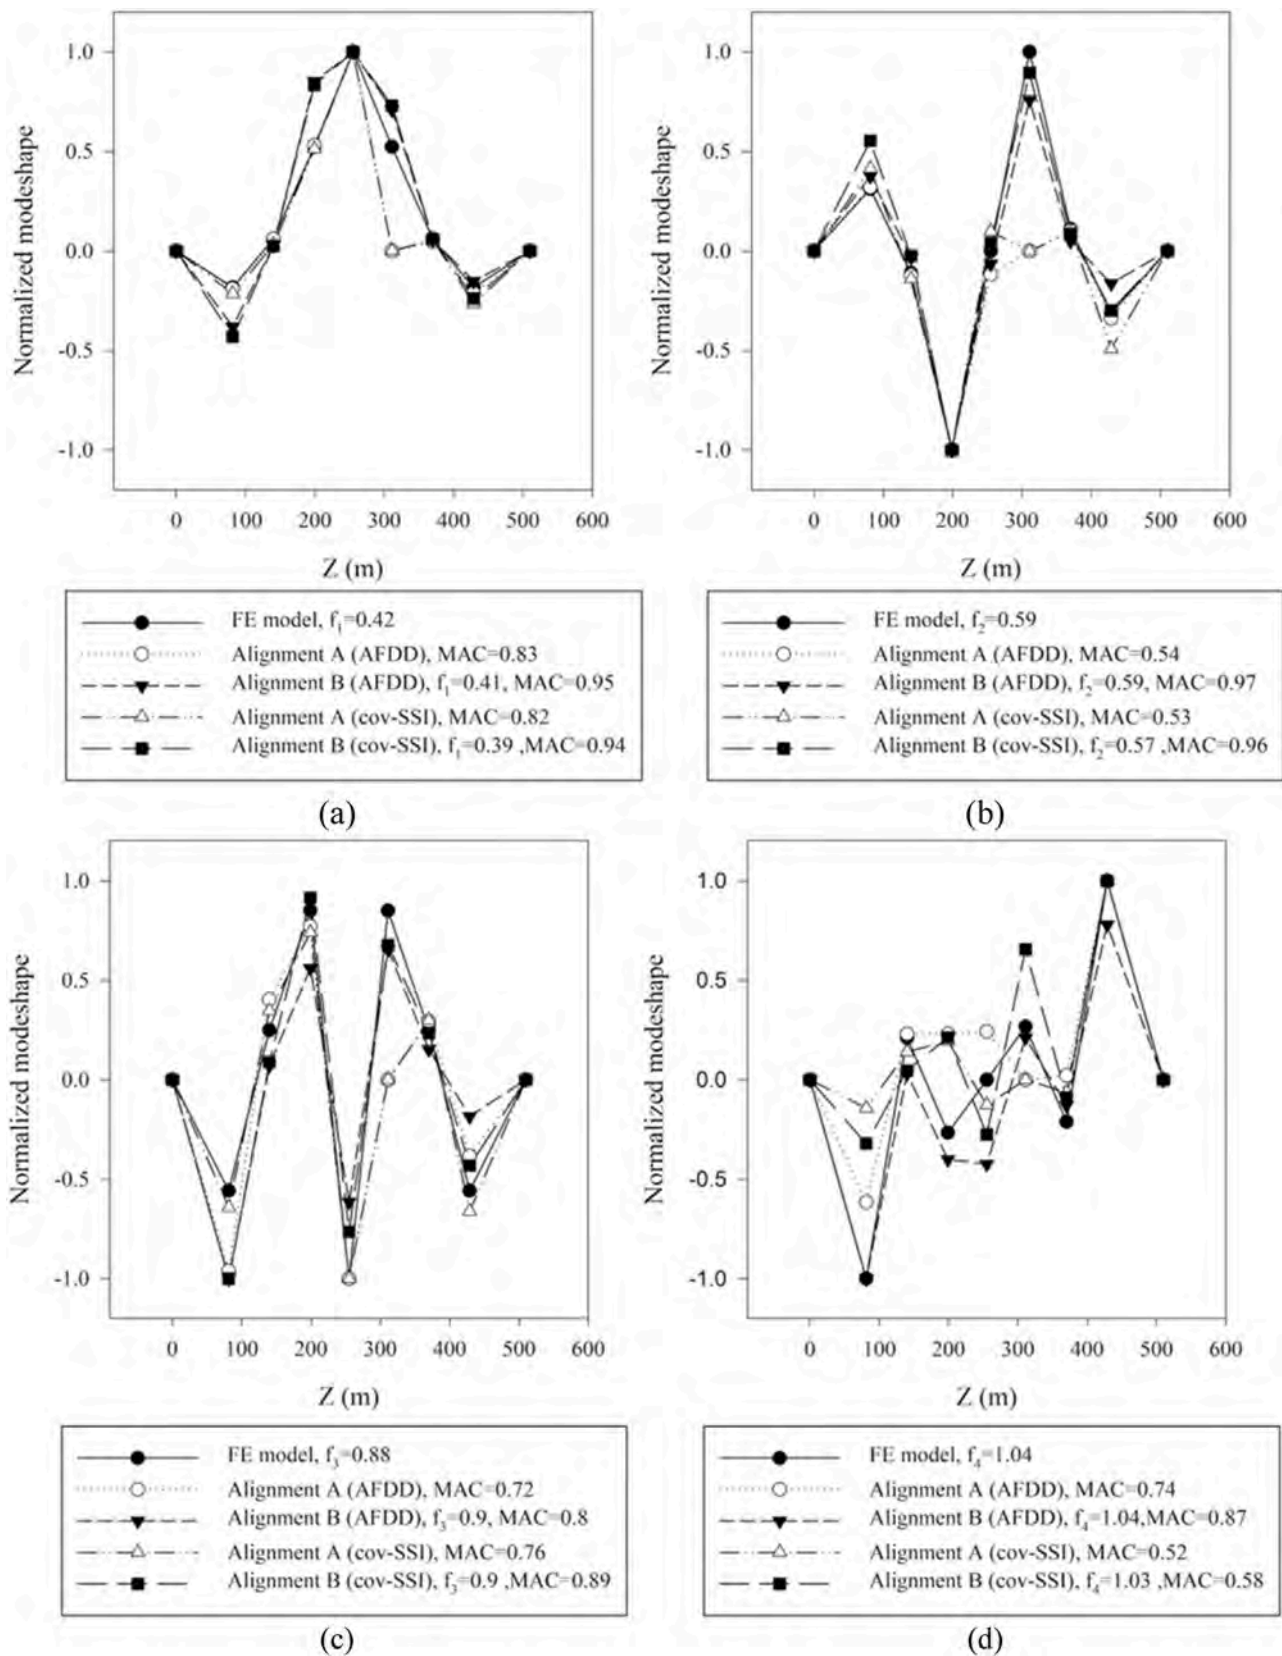 Normalized modeshape
1.0
0.5
0.0
-0.5
-1.0
0 100 200 300 400 500 600
Z (m)
FE model, f1=0.42
Alignment A (AFDD), MAC=0.83
Alignment B (AFDD), f1=0.41, MAC=0.95
Alignment A (cov-SSI), MAC=0.82
Alignment B (cov-SSI), f1=0.39 ,MAC=0.94
(a)
Normalized modeshape
1.0
0.5
0.0
-0.5
-1.0
0 100 200 300 400 500 600
Z (m)
FE model, f2=0.59
Alignment A (AFDD), MAC=0.54
Alignment B (AFDD), f2=0.59, MAC=0.97
Alignment A (cov-SSI), MAC=0.53
Alignment B (cov-SSI), f2=0.57 ,MAC=0.96
(b)
Normalized modeshape
1.0
0.5
0.0
-0.5
-1.0
0 100 200 300 400 500 600
Z (m)
FE model, f3=0.88
Alignment A (AFDD), MAC=0.72
Alignment B (AFDD), f3=0.9, MAC=0.8
Alignment A (cov-SSI), MAC=0.76
Alignment B (cov-SSI), f3=0.9 ,MAC=0.89
(c)
Normalized modeshape
1.0
0.5
0.0
-0.5
-1.0
0 100 200 300 400 500 600
Z (m)
FE model, f4=1.04
Alignment A (AFDD), MAC=0.74
Alignment B (AFDD), f4=1.04,MAC=0.87
Alignment A (cov-SSI), MAC=0.52
Alignment B (cov-SSI), f4=1.03 ,MAC=0.58
(d)